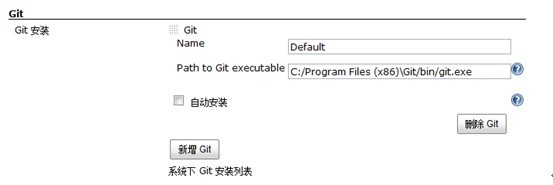 Git
Git 安装
Git
Name
Default
Path to Git executable
C:/Program Files (x86)\Git/bin/git.exe
自动安装
删除 Git
新增 Git
系统下 Git 安装列表